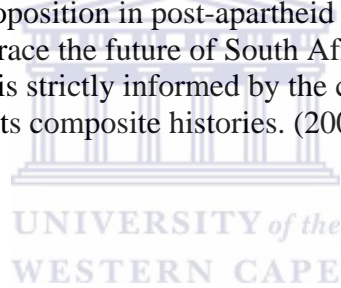 oposition in post-apartheid
race the future of South Af
is strictly informed by the c
ts composite histories. (200
UNIVERSITY of the
WESTERN CAPE